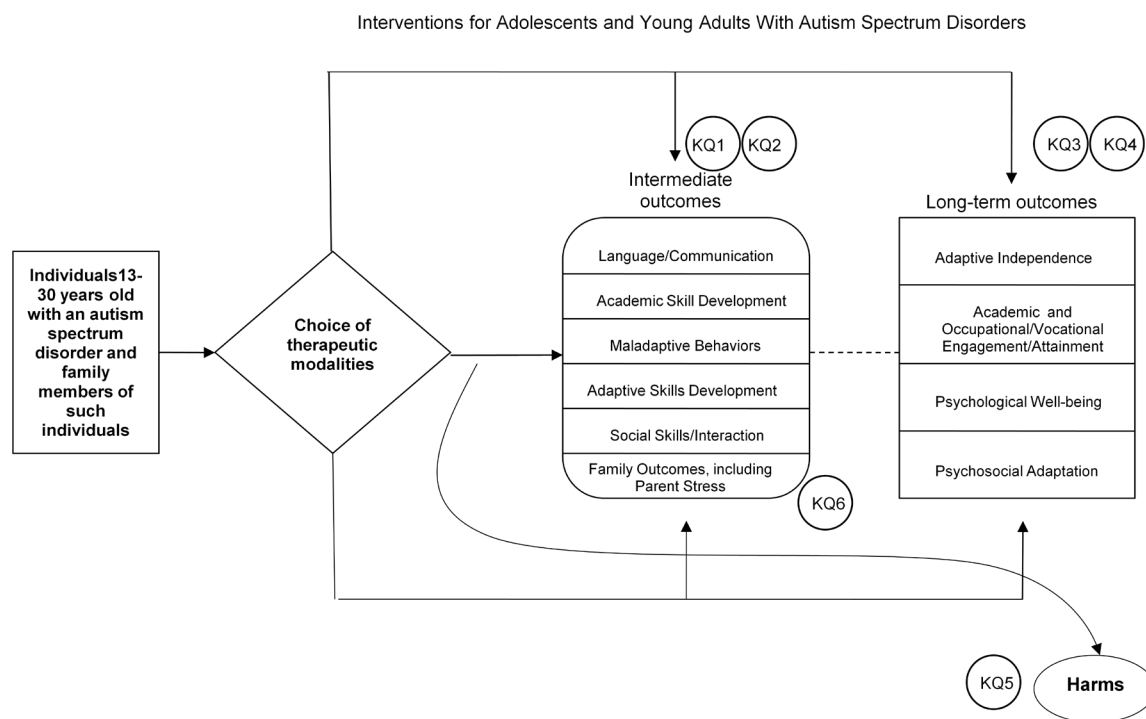 Interventions for Adolescents and Young Adults With Autism Spectrum Disorders
KQ1
KQ2
KQ3
KQ4
Intermediate
outcomes
Long-term outcomes
Individuals13-
30 years old
with an autism
spectrum
disorder and
family
members of
such
individuals
Choice of
therapeutic
modalities
Language/Communication
Academic Skill Development
Maladaptive Behaviors
Adaptive Skills Development
Social Skills/Interaction
Family Outcomes, including
Parent Stress
Adaptive Independence
Academic and
Occupational/Vocational
Engagement/Attainment
Psychological Well-being
Psychosocial Adaptation
KQ6
KQ5
Harms